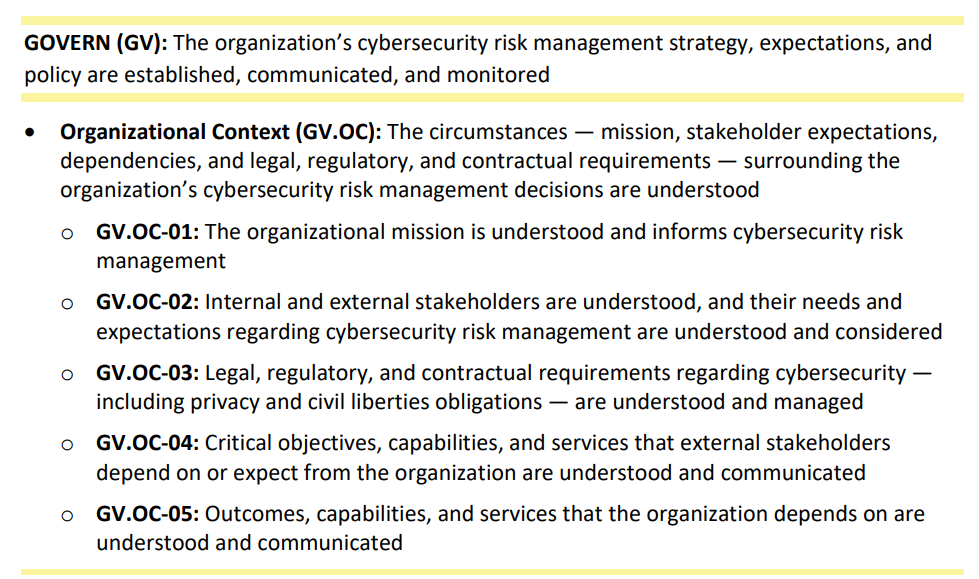 GOVERN (GV): The organization’s cybersecurity risk management strategy, expectations, and
policy are established, communicated, and monitored
• Organizational Context (GV.OC): The circumstances — mission, stakeholder expectations,
dependencies, and legal, regulatory, and contractual requirements — surrounding the
organization’s cybersecurity risk management decisions are understood
o GV.OC-01: The organizational mission is understood and informs cybersecurity risk
management
o GV.OC-02: Internal and external stakeholders are understood, and their needs and
expectations regarding cybersecurity risk management are understood and considered
o GV.OC-03: Legal, regulatory, and contractual requirements regarding cybersecurity —
including privacy and civil liberties obligations — are understood and managed
o GV.OC-04: Critical objectives, capabilities, and services that external stakeholders
depend on or expect from the organization are understood and communicated
o GV.OC-05: Outcomes, capabilities, and services that the organization depends on are
understood and communicated